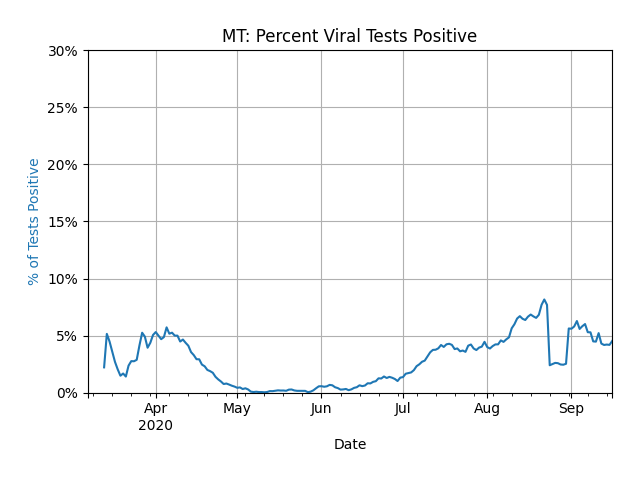 MT: Percent Viral Tests Positive
30%
25%
20%
15%
10%
5%
0%
% of Tests Positive
Apr May Jun Jul Aug Sep
2020
Date